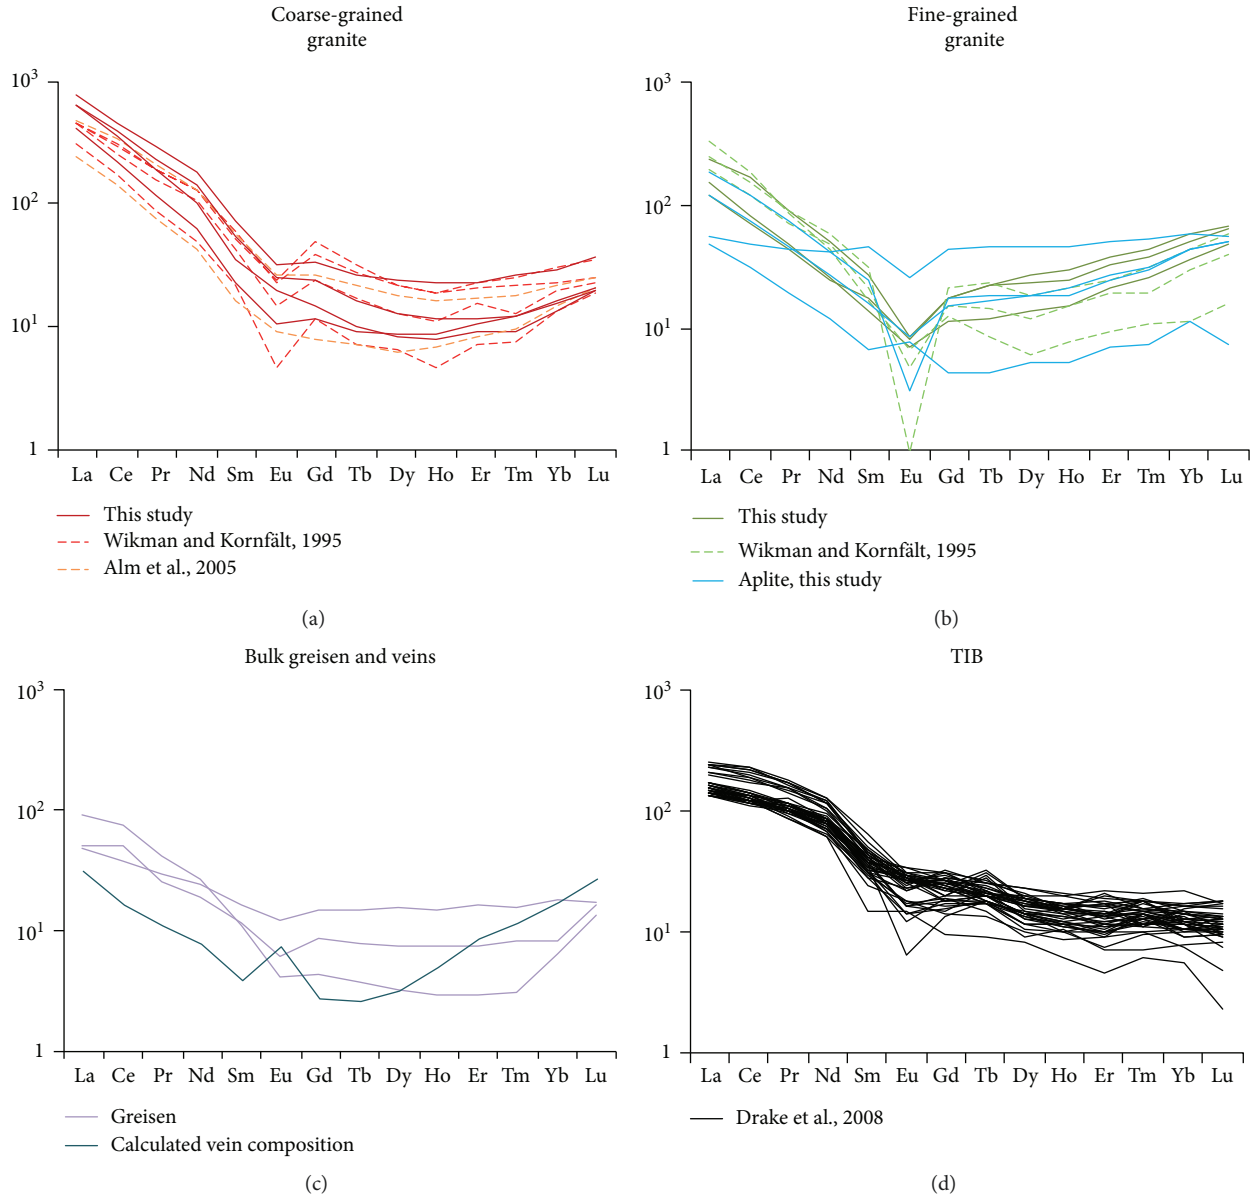 Coarse-grained
granite
10³
10²
10¹
1
La Ce Pr Nd Sm Eu Gd Tb Dy Ho Er Tm Yb Lu
This study
Wikman and Kornfält, 1995
Alm et al., 2005
(a)
Fine-grained
granite
10³
10²
10¹
1
La Ce Pr Nd Sm Eu Gd Tb Dy Ho Er Tm Yb Lu
This study
Wikman and Kornfält, 1995
Aplite, this study
(b)
Bulk greisen and veins
10³
10²
10¹
1
La Ce Pr Nd Sm Eu Gd Tb Dy Ho Er Tm Yb Lu
Greisen
Calculated vein composition
(c)
TIB
10³
10²
10¹
1
La Ce Pr Nd Sm Eu Gd Tb Dy Ho Er Tm Yb Lu
Drake et al., 2008
(d)